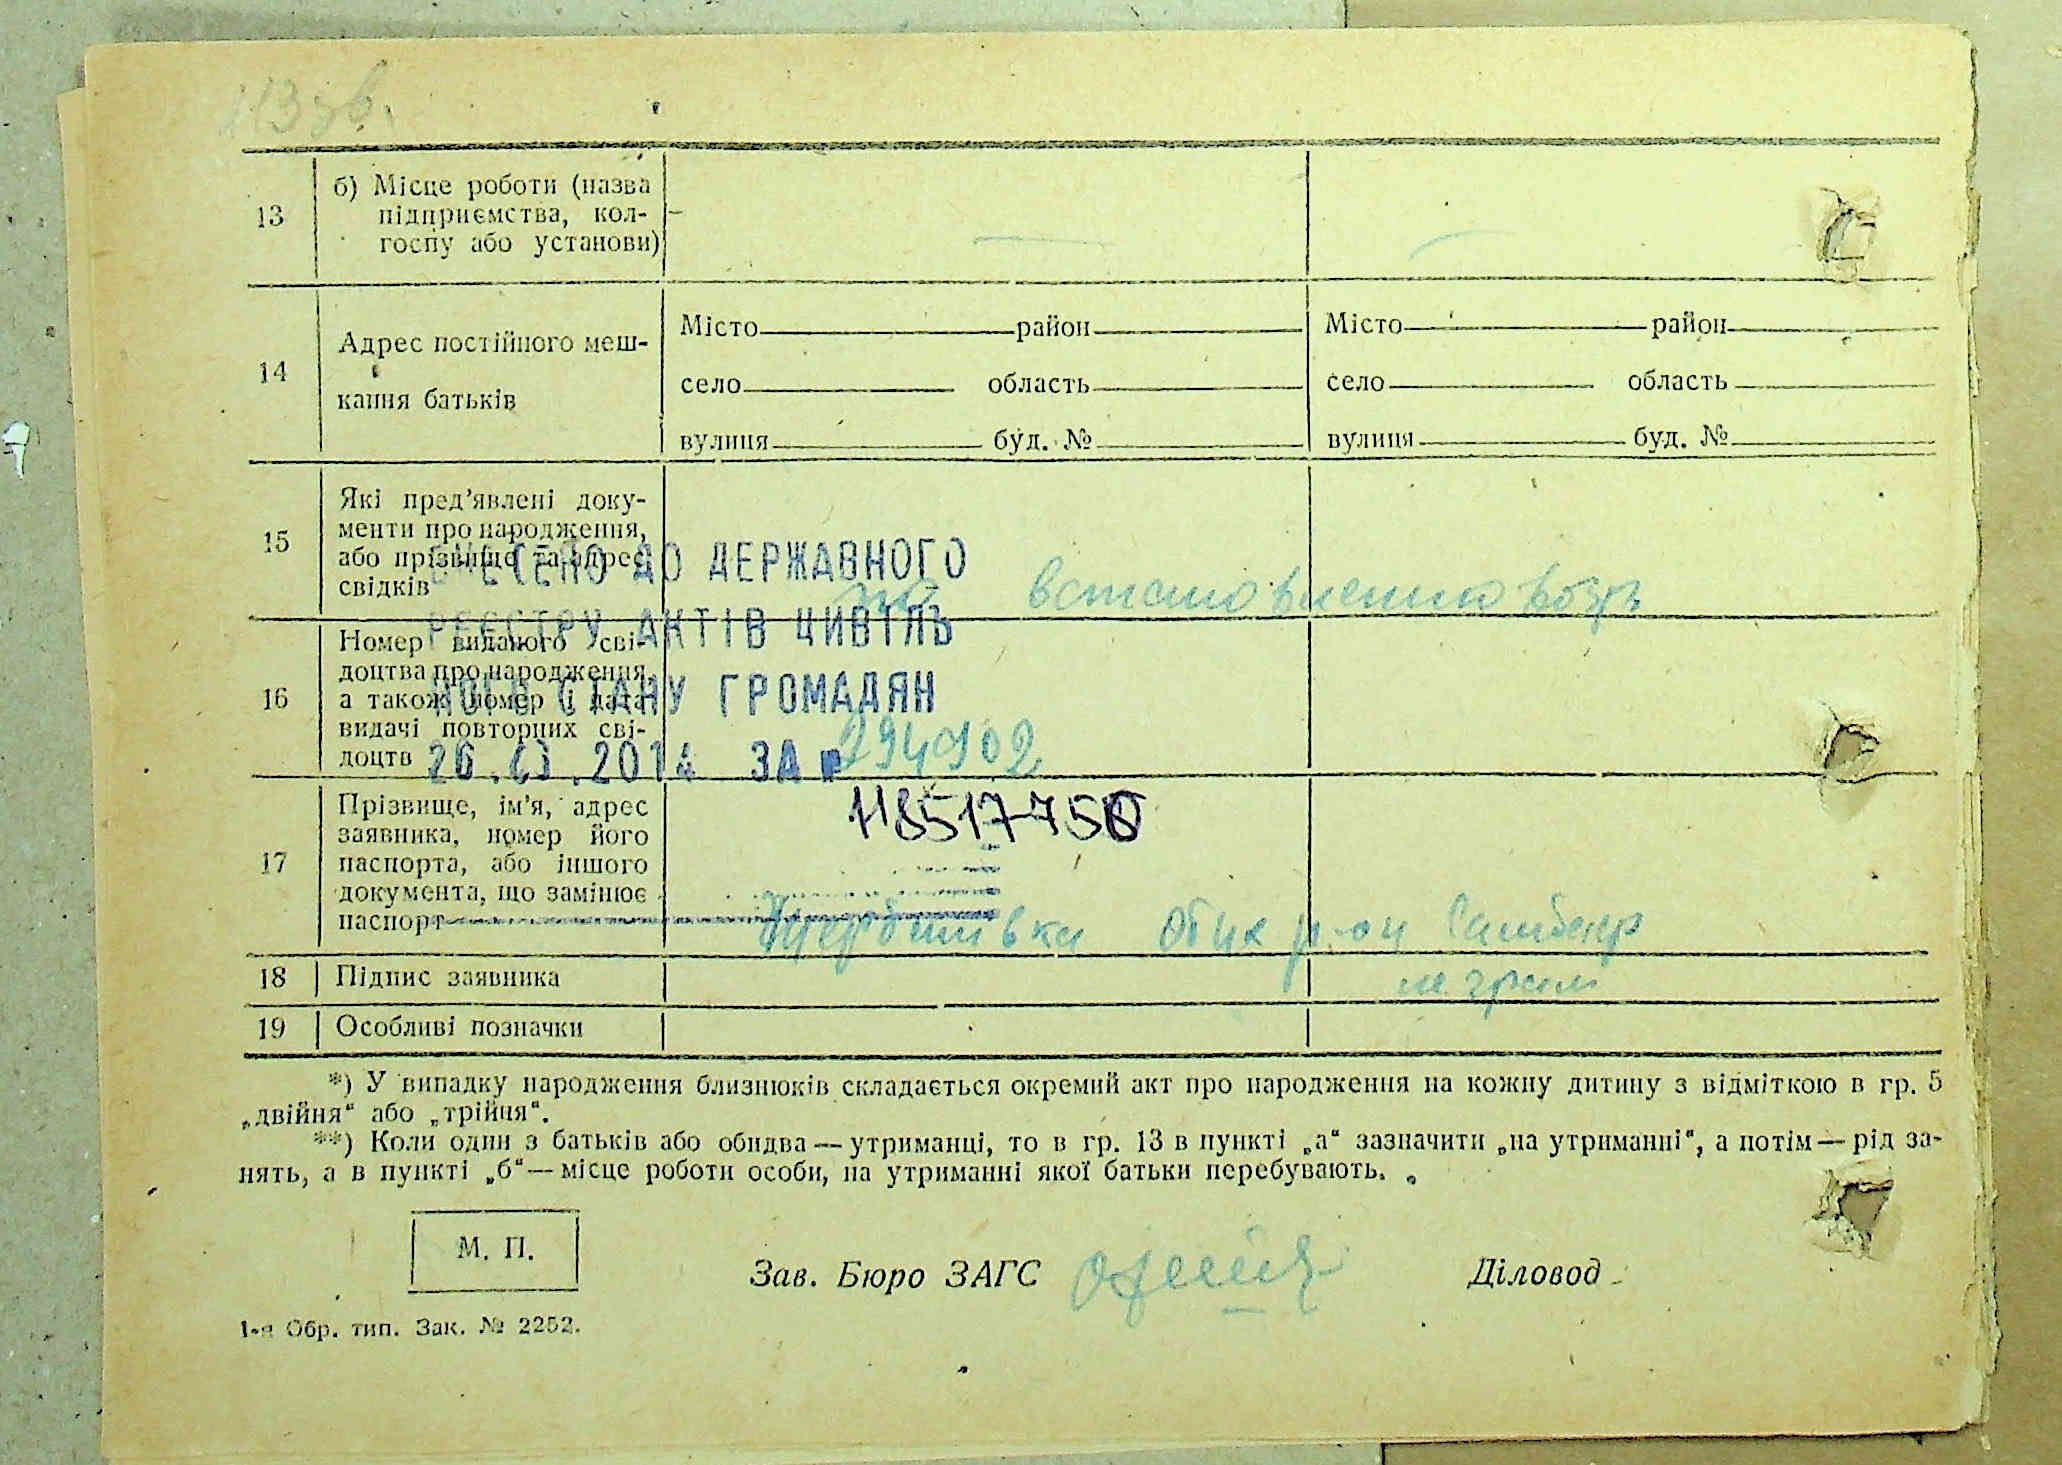 113 зв.
13
б) Місце роботи (назва
підприємства, кол-
госпу або установи)
14
Адрес постійного меш-
кання батьків
Місто район
село область
вулиця буд. №
Місто район
село область
вулиця буд. №
15
Які пред’явлені доку-
менти про народження,
або прізвище та адрес
свідків
по встановленню
16
Номер виданого сві-
доцтва про народження
а також номер і дата
видачі повторних сві-
доцтв
294902
ВНЕСЕНО ДО ДЕРЖАВНОГО
РЕЄСТРУ АКТІВ ЦИВІЛЬ
НОГО СТАНУ ГРОМАДЯН
2014 ЗА №
17
Прізвище, ім’я, адрес
заявника, номер його
паспорта, або іншого
документа, що замінює
паспорт
18
Підпис заявника
19
Особливі позначки
*) У випадку народження близнюків складається окремий акт про народження на кожну дитину з відміткою в гр. 5
„двійня“ або „трійня“.
**) Коли один з батьків або обидва — утриманці, то в гр. 13 в пункті „а“ зазначити „на утриманні“, а потім — рід за-
нять, а в пункті „б“ — місце роботи особи, на утриманні якої батьки перебувають.
М. П.
Зав. Бюро ЗАГС
Діловод
1-а Обр. тип. Зак. № 2252.